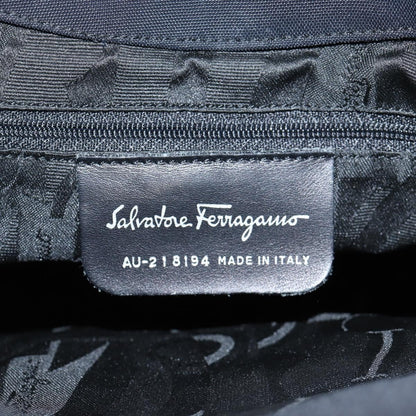 Salvatore Ferragamo
AU-218194 MADE IN ITALY